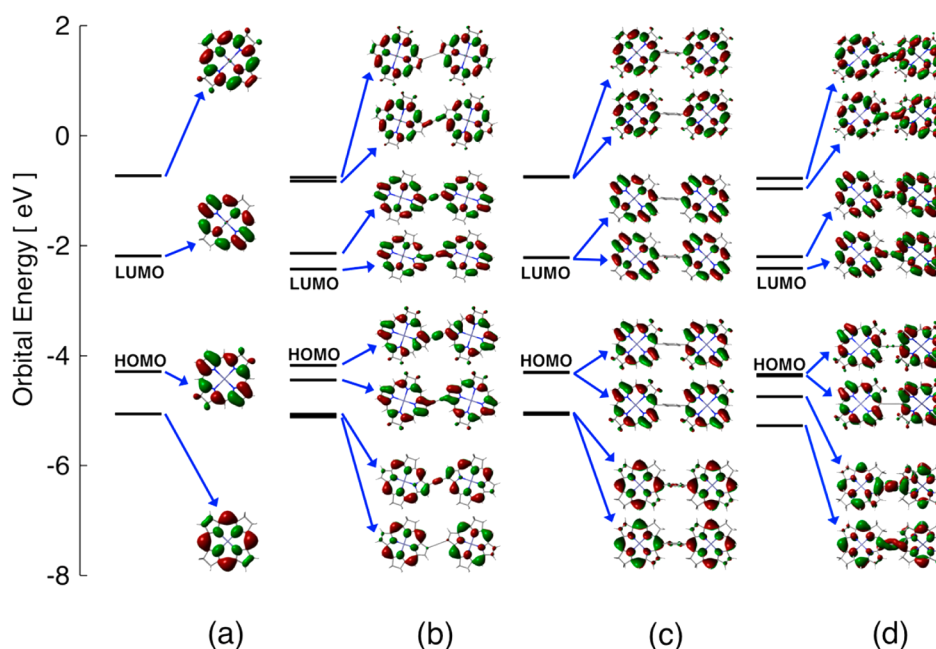 Orbital Energy [ eV ]
2
0
-2
-4
-6
-8
LUMO
HOMO
LUMO
HOMO
LUMO
HOMO
LUMO
HOMO
(a)
(b)
(c)
(d)